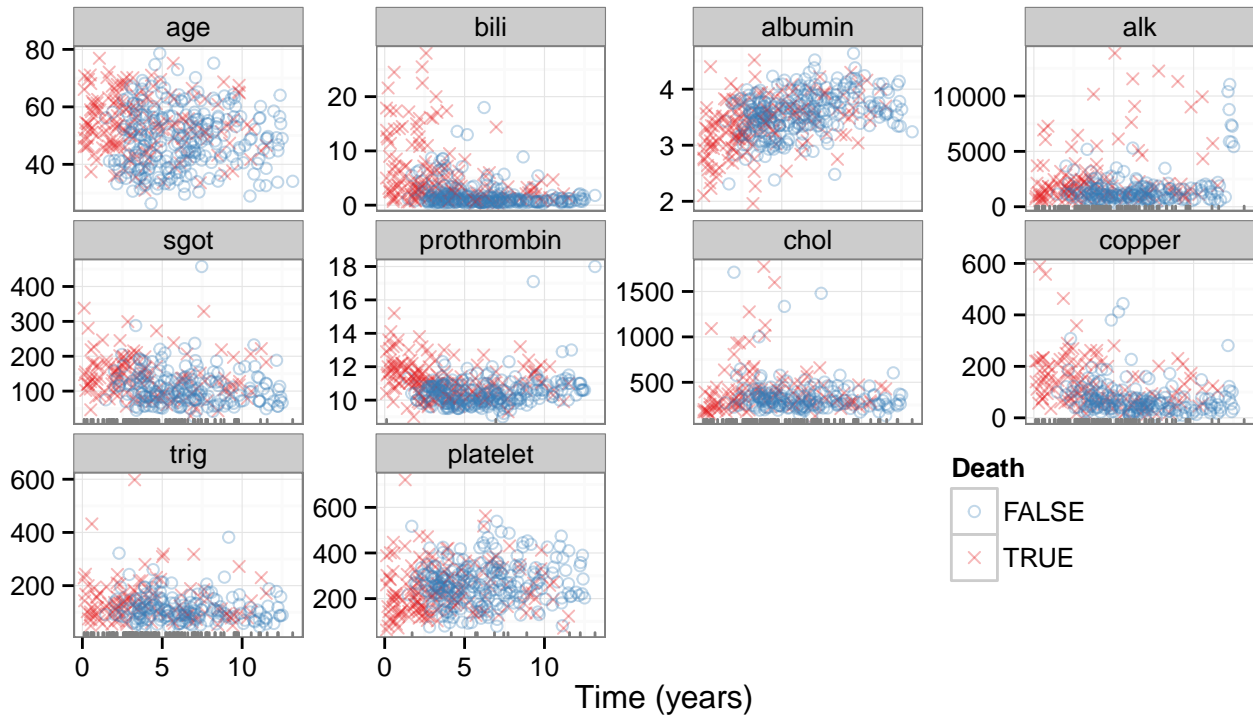 age
bili
albumin
alk
80
60
40
20
10
0
4
3
2
10000
5000
0
sgot
prothrombin
chol
copper
400
300
200
100
18
16
14
12
10
1500
1000
500
600
400
200
0
trig
platelet
600
400
200
600
400
200
0 5 10
0 5 10
Time (years)
Death
FALSE
TRUE